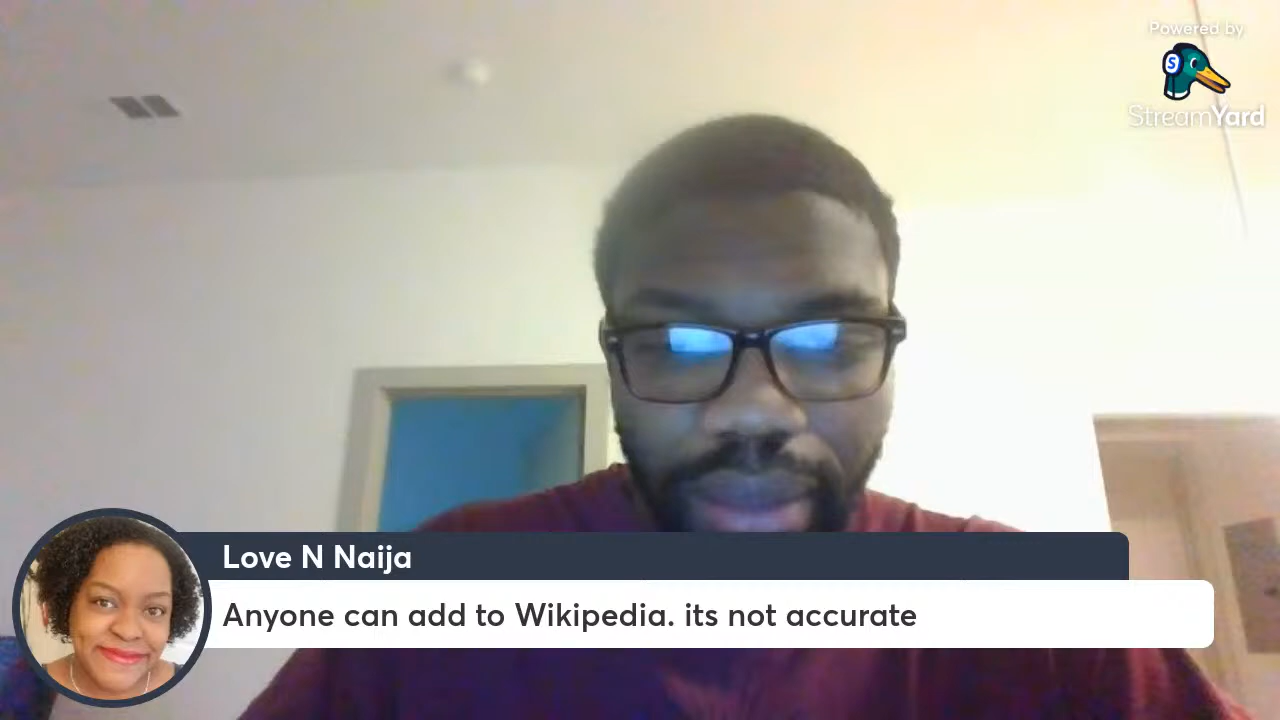 Powered by
S
StreamYard
Love N Naija
Anyone can add to Wikipedia. its not accurate